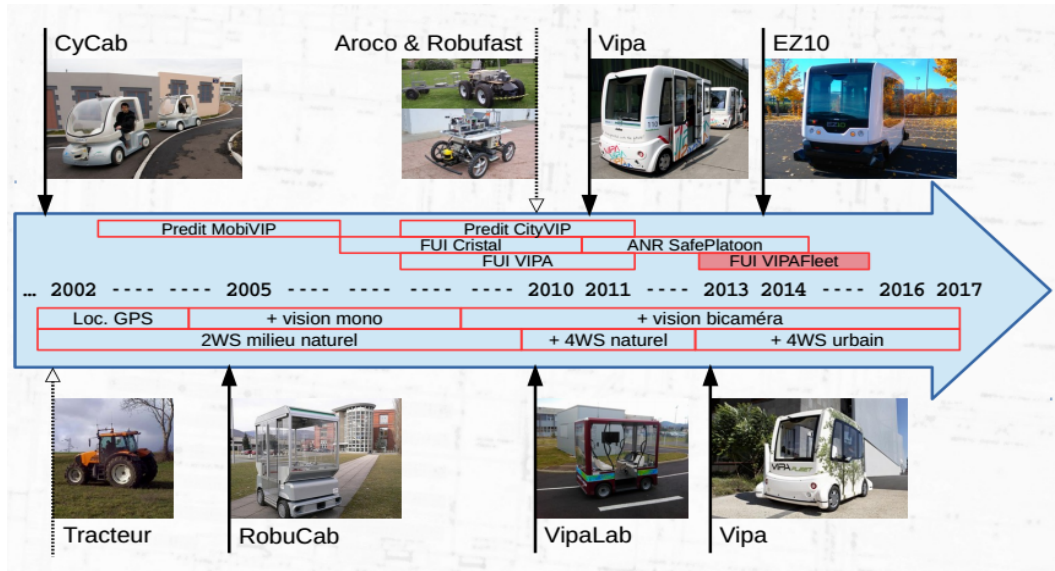 CyCab
Aroco & Robufast
Vipa
EZ10
Predit MobiVIP
Predit CityVIP
FUI Cristal
ANR SafePlatoon
FUI VIPA
FUI VIPAFleet
... 2002 ---- ---- 2005 ---- ---- ---- ---- 2010 2011 ---- 2013 2014 ---- 2016 2017
Loc. GPS
+ vision mono
+ vision bicaméra
2WS milieu naturel
+ 4WS naturel
+ 4WS urbain
VIPA FLEET
Tracteur
RobuCab
VipaLab
Vipa